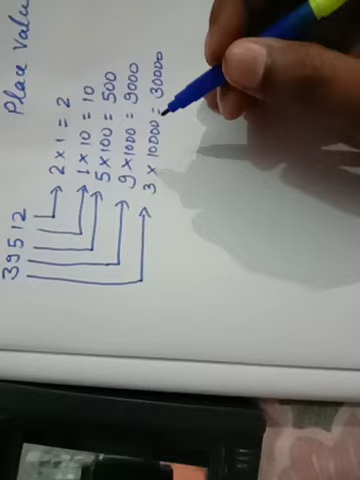 Place Valu
39512
2 × 1 = 2
1 × 10 = 10
5 × 100 = 500
9 × 1000 = 9000
3 × 10000 = 30000